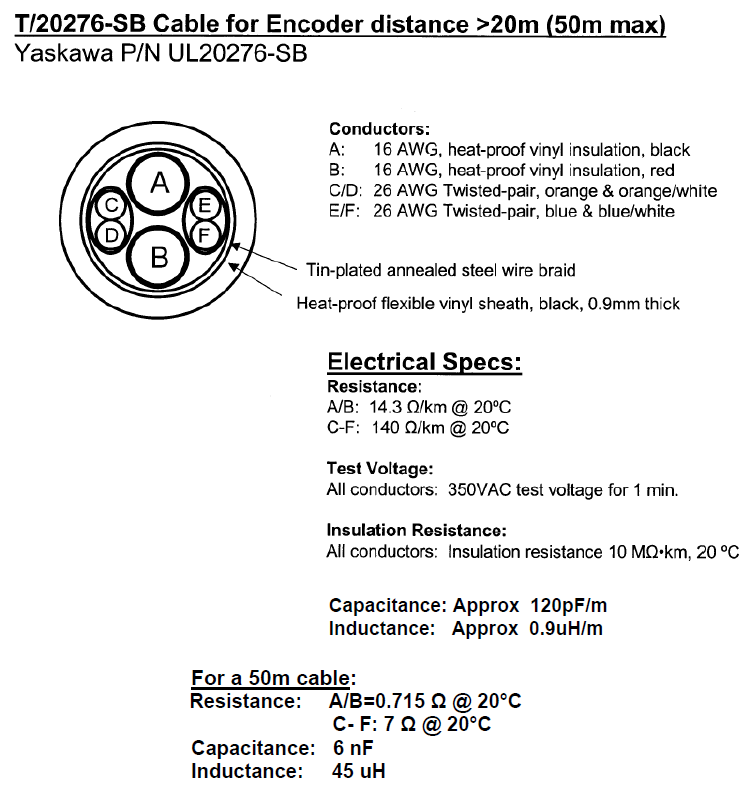 T/20276-SB Cable for Encoder distance >20m (50m max)
Yaskawa P/N UL20276-SB
Conductors:
A: 16 AWG, heat-proof vinyl insulation, black
B: 16 AWG, heat-proof vinyl insulation, red
C/D: 26 AWG Twisted-pair, orange & orange/white
E/F: 26 AWG Twisted-pair, blue & blue/white
A
C
E
D
F
B
Tin-plated annealed steel wire braid
Heat-proof flexible vinyl sheath, black, 0.9mm thick
Electrical Specs:
Resistance:
A/B: 14.3 Ω/km @ 20ºC
C-F: 140 Ω/km @ 20ºC
Test Voltage:
All conductors: 350VAC test voltage for 1 min.
Insulation Resistance:
All conductors: Insulation resistance 10 MΩ•km, 20 ºC
Capacitance: Approx 120pF/m
Inductance: Approx 0.9uH/m
For a 50m cable:
Resistance: A/B=0.715 Ω @ 20°C
C- F: 7 Ω @ 20°C
Capacitance: 6 nF
Inductance: 45 uH